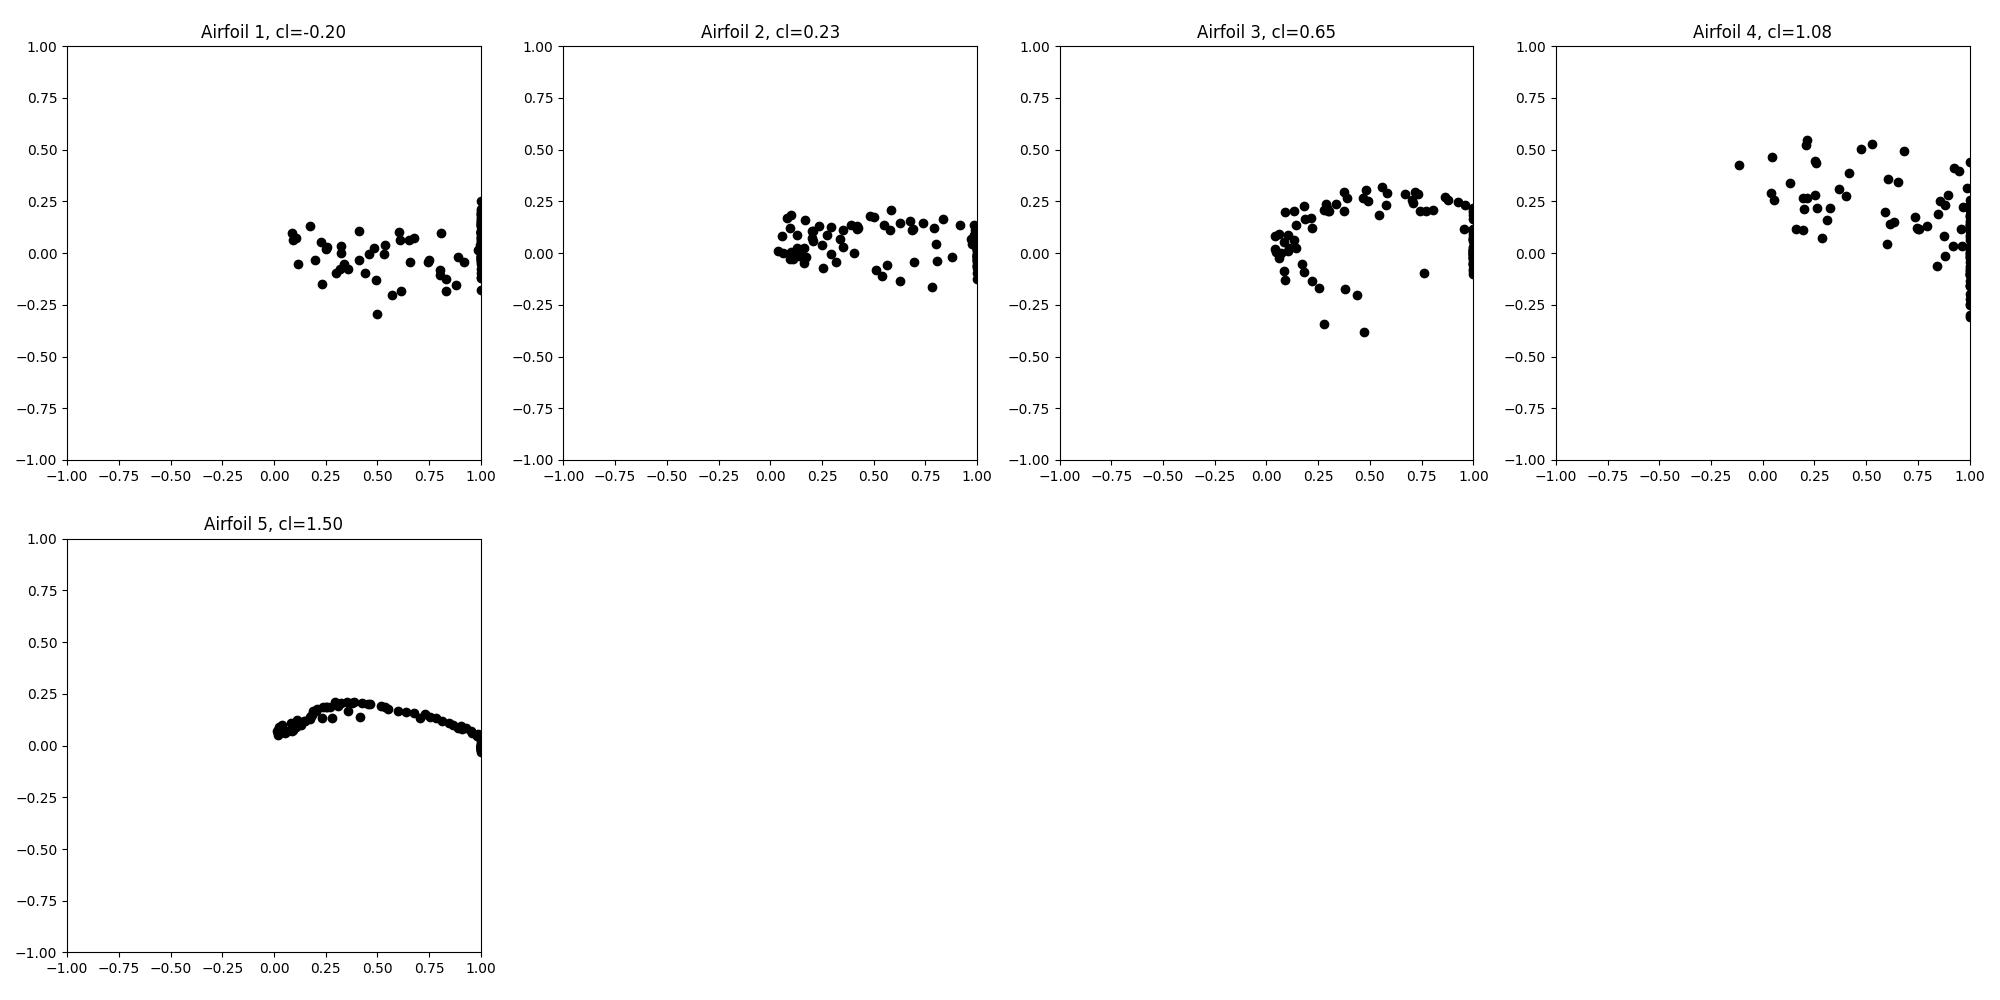 Airfoil 1, cl=-0.20
Airfoil 2, cl=0.23
Airfoil 3, cl=0.65
Airfoil 4, cl=1.08
1.00 1.00 1.00 1.00
0.75 0.75 0.75 0.75
0.50 0.50 0.50 0.50
0.25 0.25 0.25 0.25
0.00 0.00 0.00 0.00
−0.25 −0.25 −0.25 −0.25
−0.50 −0.50 −0.50 −0.50
−0.75 −0.75 −0.75 −0.75
−1.00 −1.00 −1.00 −1.00
−1.00 −0.75 −0.50 −0.25 0.00 0.25 0.50 0.75 1.00
−1.00 −0.75 −0.50 −0.25 0.00 0.25 0.50 0.75 1.00
−1.00 −0.75 −0.50 −0.25 0.00 0.25 0.50 0.75 1.00
−1.00 −0.75 −0.50 −0.25 0.00 0.25 0.50 0.75 1.00
Airfoil 5, cl=1.50
1.00
0.75
0.50
0.25
0.00
−0.25
−0.50
−0.75
−1.00
−1.00 −0.75 −0.50 −0.25 0.00 0.25 0.50 0.75 1.00